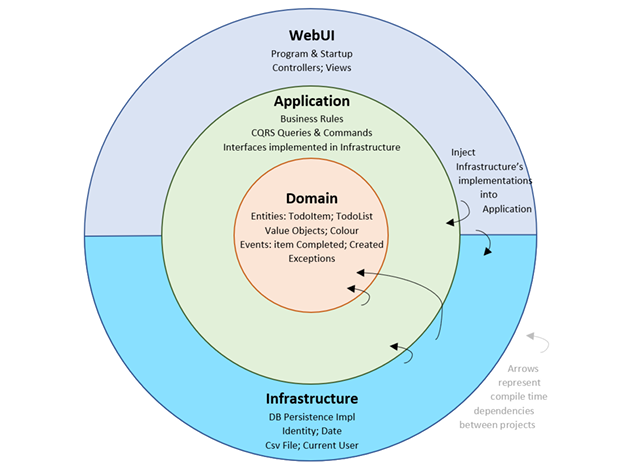 WebUI
Program & Startup
Controllers; Views
Application
Business Rules
CQRS Queries & Commands
Interfaces implemented in Infrastructure
Inject
Infrastructure's
implementations
into
Application
Domain
Entities: TodoItem; TodoList
Value Objects; Colour
Events: item Completed; Created
Exceptions
Infrastructure
DB Persistence Impl
Identity; Date
Csv File; Current User
Arrows
represent
compile time
dependencies
between projects